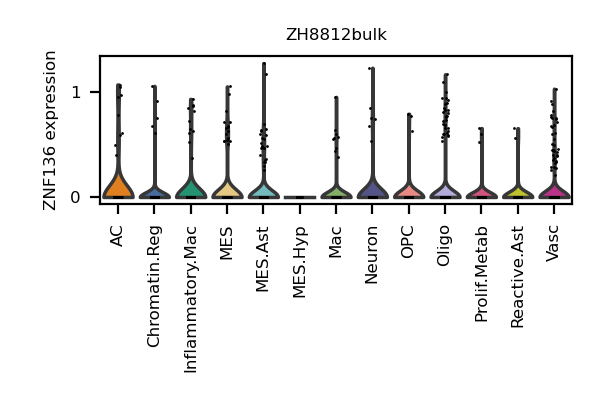 ZH8812bulk
ZNF136 expression
1
0
AC
Chromatin.Reg
Inflammatory.Mac
MES
MES.Ast
MES.Hyp
Mac
Neuron
OPC
Oligo
Prolif.Metab
Reactive.Ast
Vasc